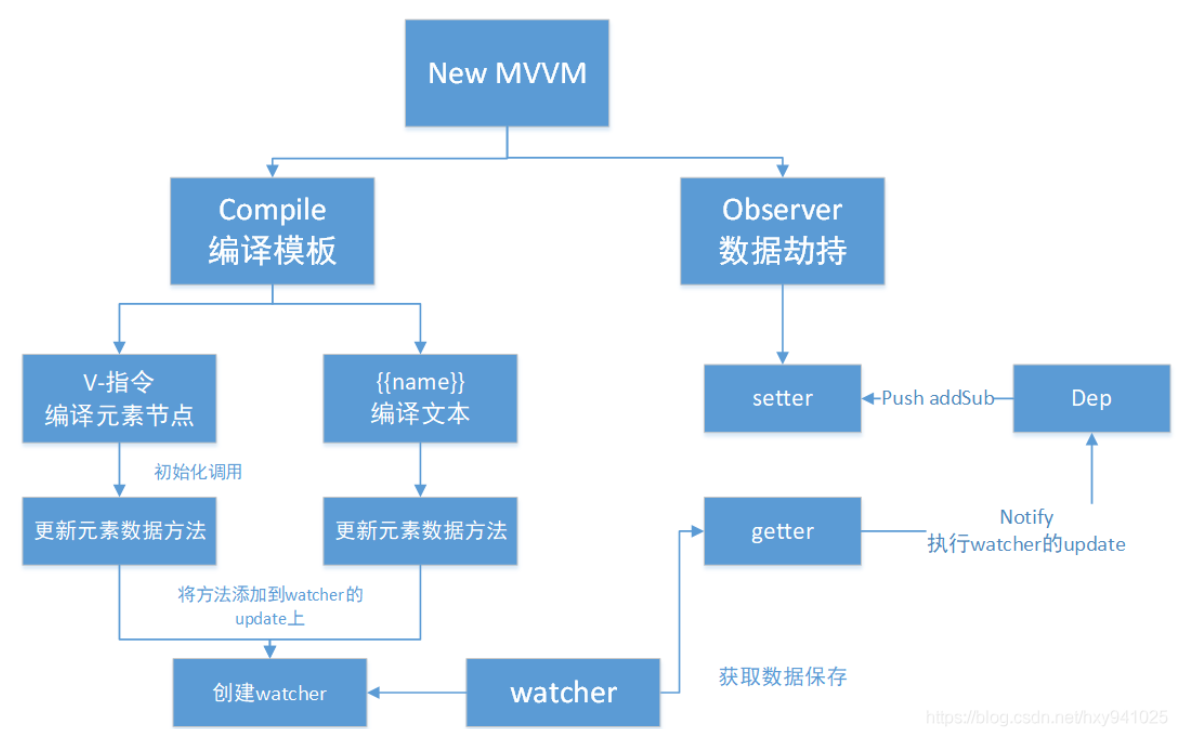 New MVVM
Compile
编译模板
Observer
数据劫持
V-指令
编译元素节点
{{name}}
编译文本
setter
Push addSub
Dep
初始化调用
更新元素数据方法
更新元素数据方法
getter
Notify
执行watcher的update
将方法添加到watcher的
update上
创建watcher
watcher
获取数据保存
https://blog.csdn.net/hxy941025